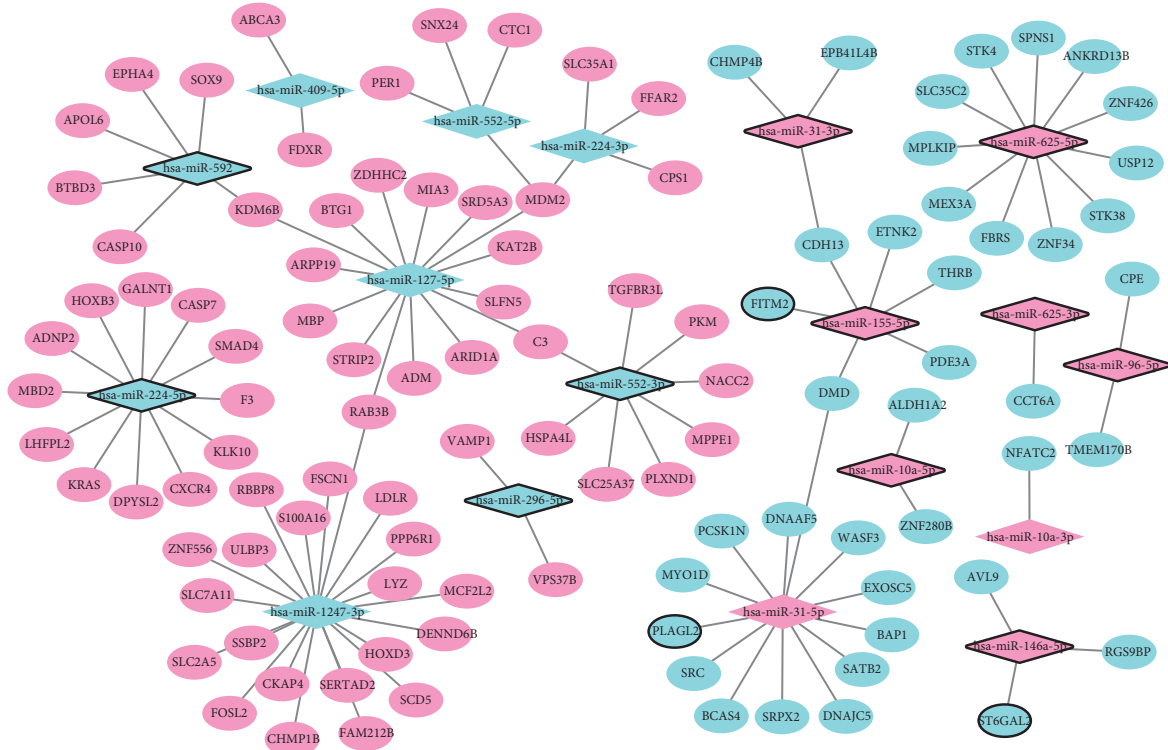 ABCA3
SNX24
CTC1
EPHA4
SOX9
PER1
hsa-miR-409-5p
SLC35A1
FFAR2
hsa-miR-552-5p
APOL6
FDXR
hsa-miR-224-3p
hsa-miR-592
ZDHHC2
MIA3
SRD5A3
MDM2
CPS1
BTBD3
KDM6B
BTG1
CASP10
KAT2B
ARPP19
hsa-miR-127-5p
MBP
SLFN5
STRIP2
ADM
ARID1A
C3
RAB3B
GALNT1
HOXB3
CASP7
ADNP2
SMAD4
MBD2
hsa-miR-224-5p
F3
LHFPL2
KLK10
KRAS
DPYSL2
CXCR4
TGFBR3L
PKM
hsa-miR-552-3p
NACC2
HSPA4L
MPPE1
SLC25A37
PLXND1
VAMP1
hsa-miR-296-5p
VPS37B
RBBP8
FSCN1
LDLR
S100A16
PPP6R1
ZNF556
ULBP3
LYZ
MCF2L2
SLC7A11
hsa-miR-1247-3p
DENND6B
SSBP2
HOXD3
SLC2A5
CKAP4
SERTAD2
SCD5
FOSL2
CHMP1B
FAM212B
CHMP4B
EPB41L4B
hsa-miR-31-3p
CDH13
ETNK2
THRB
FITM2
hsa-miR-155-5p
PDE3A
DMD
SPNS1
STK4
ANKRD13B
SLC35C2
ZNF426
hsa-miR-625-5p
MPLKIP
USP12
MEX3A
STK38
FBRS
ZNF34
CPE
hsa-miR-625-3p
hsa-miR-96-5p
CCT6A
TMEM170B
ALDH1A2
hsa-miR-10a-5p
ZNF280B
NFATC2
hsa-miR-10a-3p
DNAAF5
PCSK1N
WASF3
MYO1D
EXOSC5
hsa-miR-31-5p
PLAGL2
BAP1
SRC
SATB2
BCAS4
SRPX2
DNAJC5
AVL9
hsa-miR-146a-5p
RGS9BP
ST6GAL2